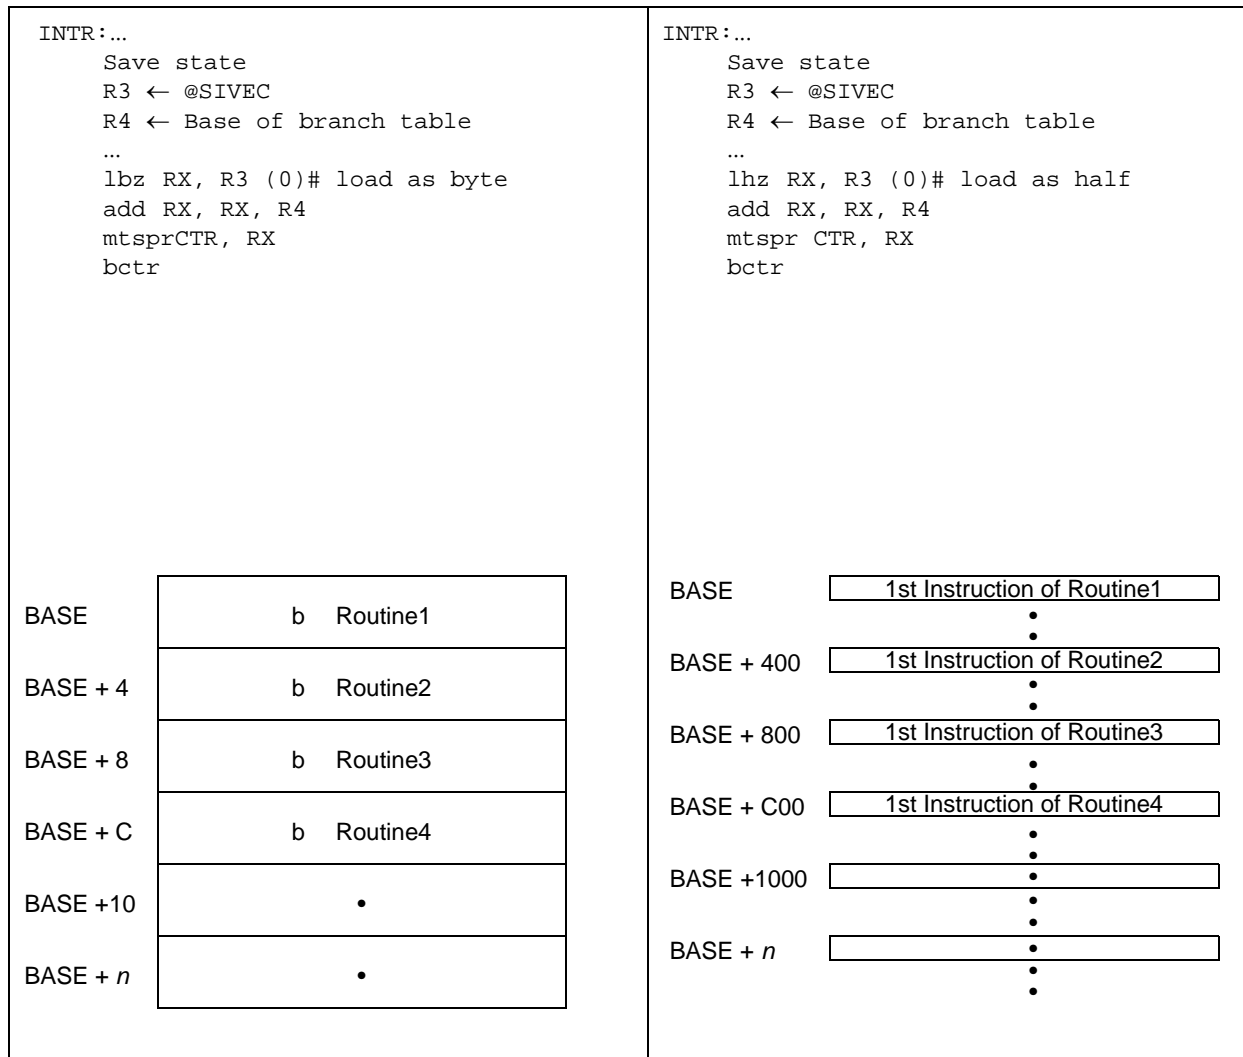 INTR:...
Save state
R3 ← @SIVEC
R4 ← Base of branch table
...
lbz RX, R3 (0)# load as byte
add RX, RX, R4
mtsprCTR, RX
bctr
BASE b Routine1
BASE + 4 b Routine2
BASE + 8 b Routine3
BASE + C b Routine4
BASE +10 •
BASE + n •
INTR:...
Save state
R3 ← @SIVEC
R4 ← Base of branch table
...
lhz RX, R3 (0)# load as half
add RX, RX, R4
mtspr CTR, RX
bctr
BASE 1st Instruction of Routine1
BASE + 400 1st Instruction of Routine2
BASE + 800 1st Instruction of Routine3
BASE + C00 1st Instruction of Routine4
BASE +1000
BASE + n